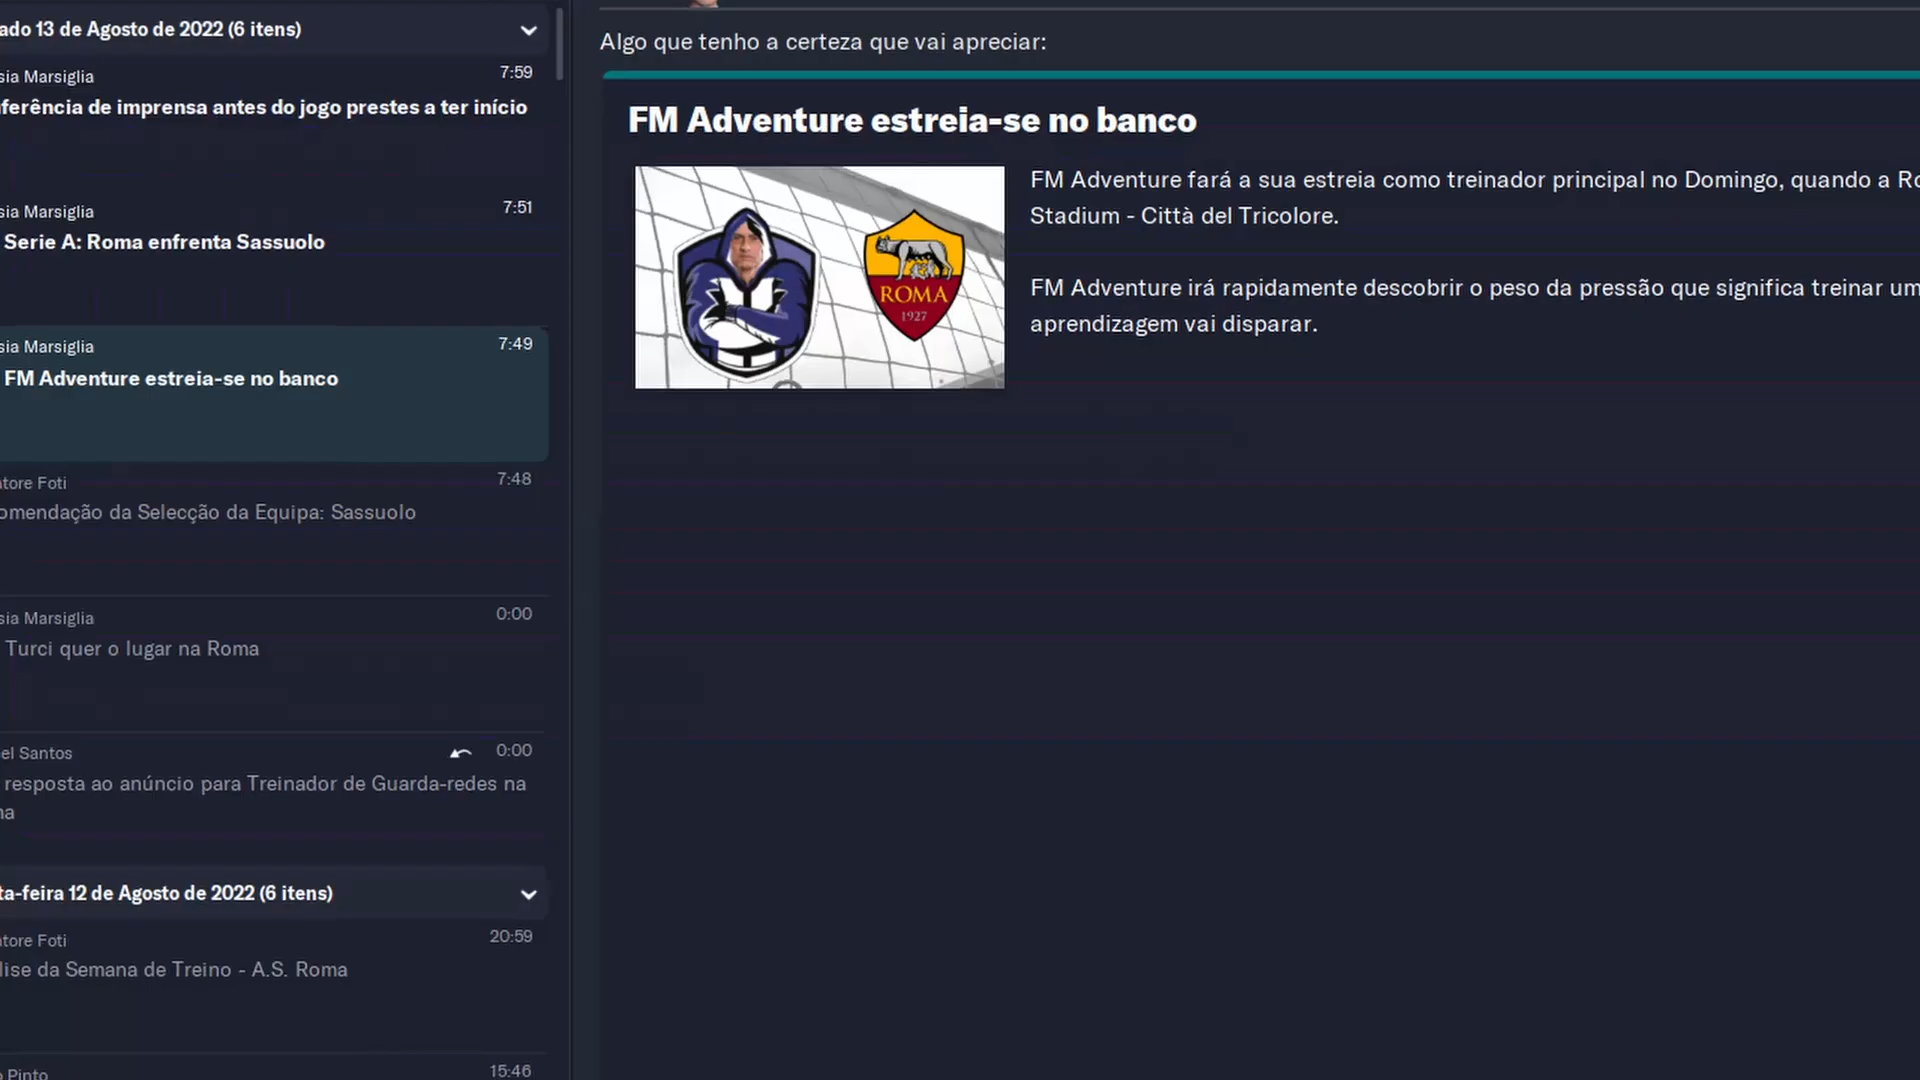 ado 13 de Agosto de 2022 (6 itens)
sia Marsiglia
7:59
ferência de imprensa antes do jogo prestes a ter início
sia Marsiglia
7:51
Serie A: Roma enfrenta Sassuolo
sia Marsiglia
7:49
FM Adventure estreia-se no banco
atore Foti
7:48
omendação da Selecção da Equipa: Sassuolo
sia Marsiglia
0:00
Turci quer o lugar na Roma
el Santos
0:00
resposta ao anúncio para Treinador de Guarda-redes na
na
ta-feira 12 de Agosto de 2022 (6 itens)
atore Foti
20:59
lise da Semana de Treino - A.S. Roma
o Pinto
15:46
Algo que tenho a certeza que vai apreciar:
FM Adventure estreia-se no banco
ROMA
1927
FM Adventure fará a sua estreia como treinador principal no Domingo, quando a Ro
Stadium - Città del Tricolore.
FM Adventure irá rapidamente descobrir o peso da pressão que significa treinar um
aprendizagem vai disparar.